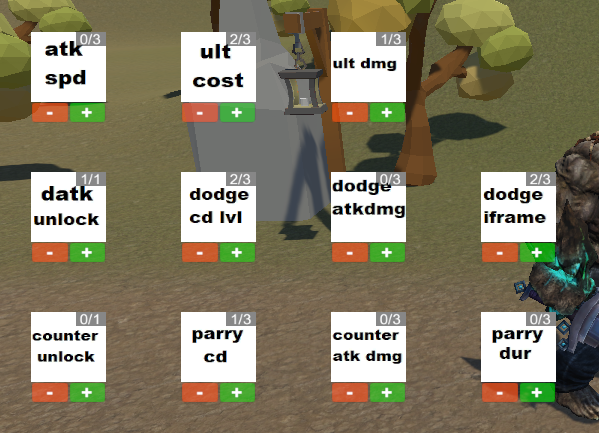 0/3
atk
spd
- +
2/3
ult
cost
- +
1/3
ult dmg
- +
1/1
datk
unlock
- +
2/3
dodge
cd lvl
- +
0/3
dodge
atkdmg
- +
2/3
dodge
iframe
- +
0/1
counter
unlock
- +
1/3
parry
cd
- +
0/3
counter
atk dmg
- +
0/3
parry
dur
- +